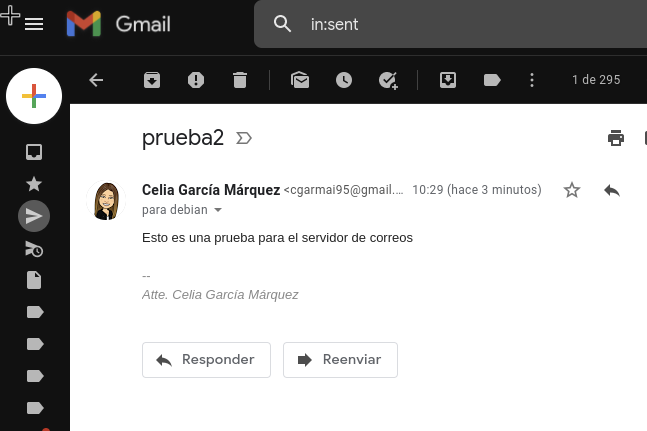 Gmail
in:sent
1 de 295
prueba2
Celia García Márquez <cgarmai95@gmail.... 10:29 (hace 3 minutos)
para debian
Esto es una prueba para el servidor de correos
--
Atte. Celia García Márquez
Responder
Reenviar